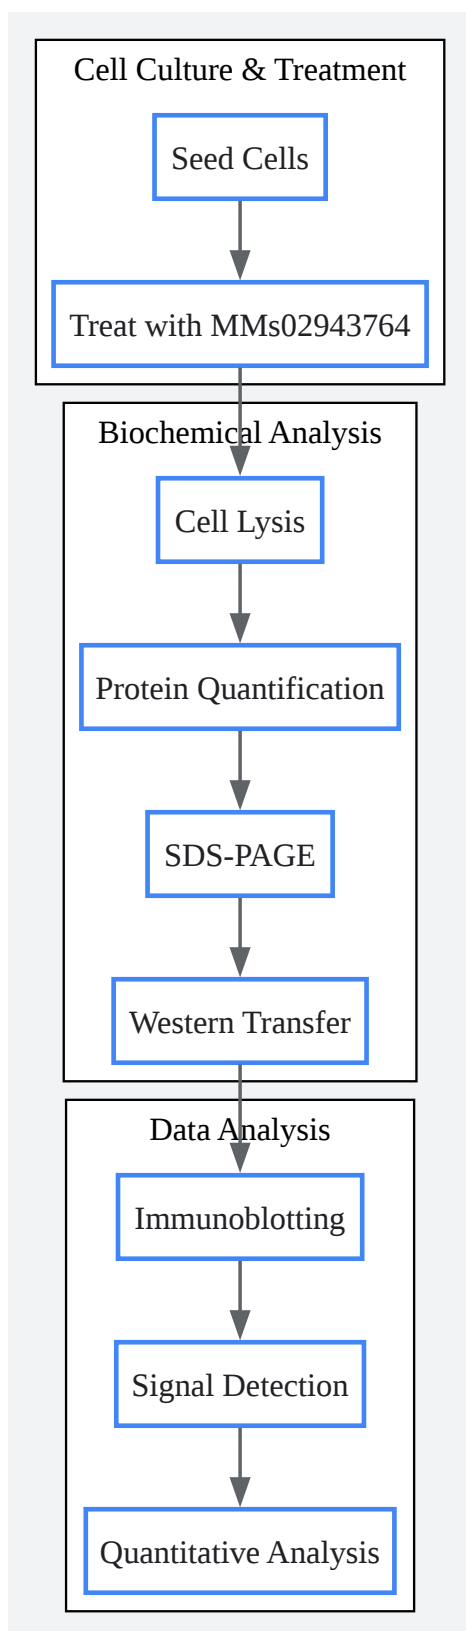 Cell Culture & Treatment
Seed Cells
Treat with MMs02943764
Biochemical Analysis
Cell Lysis
Protein Quantification
SDS-PAGE
Western Transfer
Data Analysis
Immunoblotting
Signal Detection
Quantitative Analysis